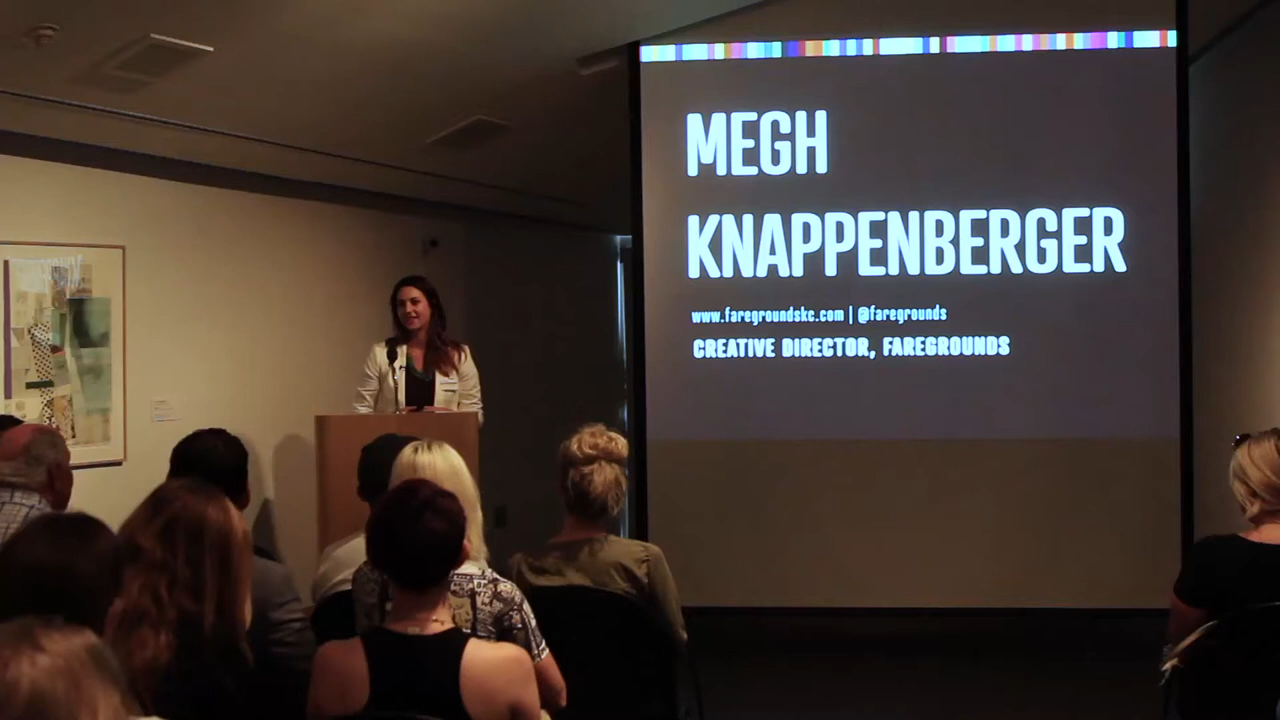 MEGH
KNAPPENBERGER
www.faregroundskc.com | @faregrounds
CREATIVE DIRECTOR, FAREGROUNDS